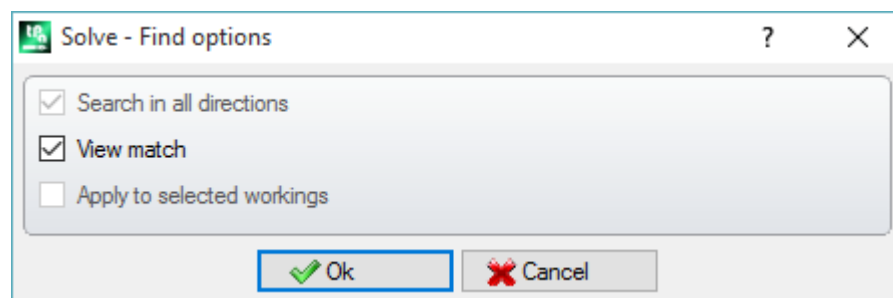 Solve - Find options ?
Search in all directions
View match
Apply to selected workings
Ok Cancel